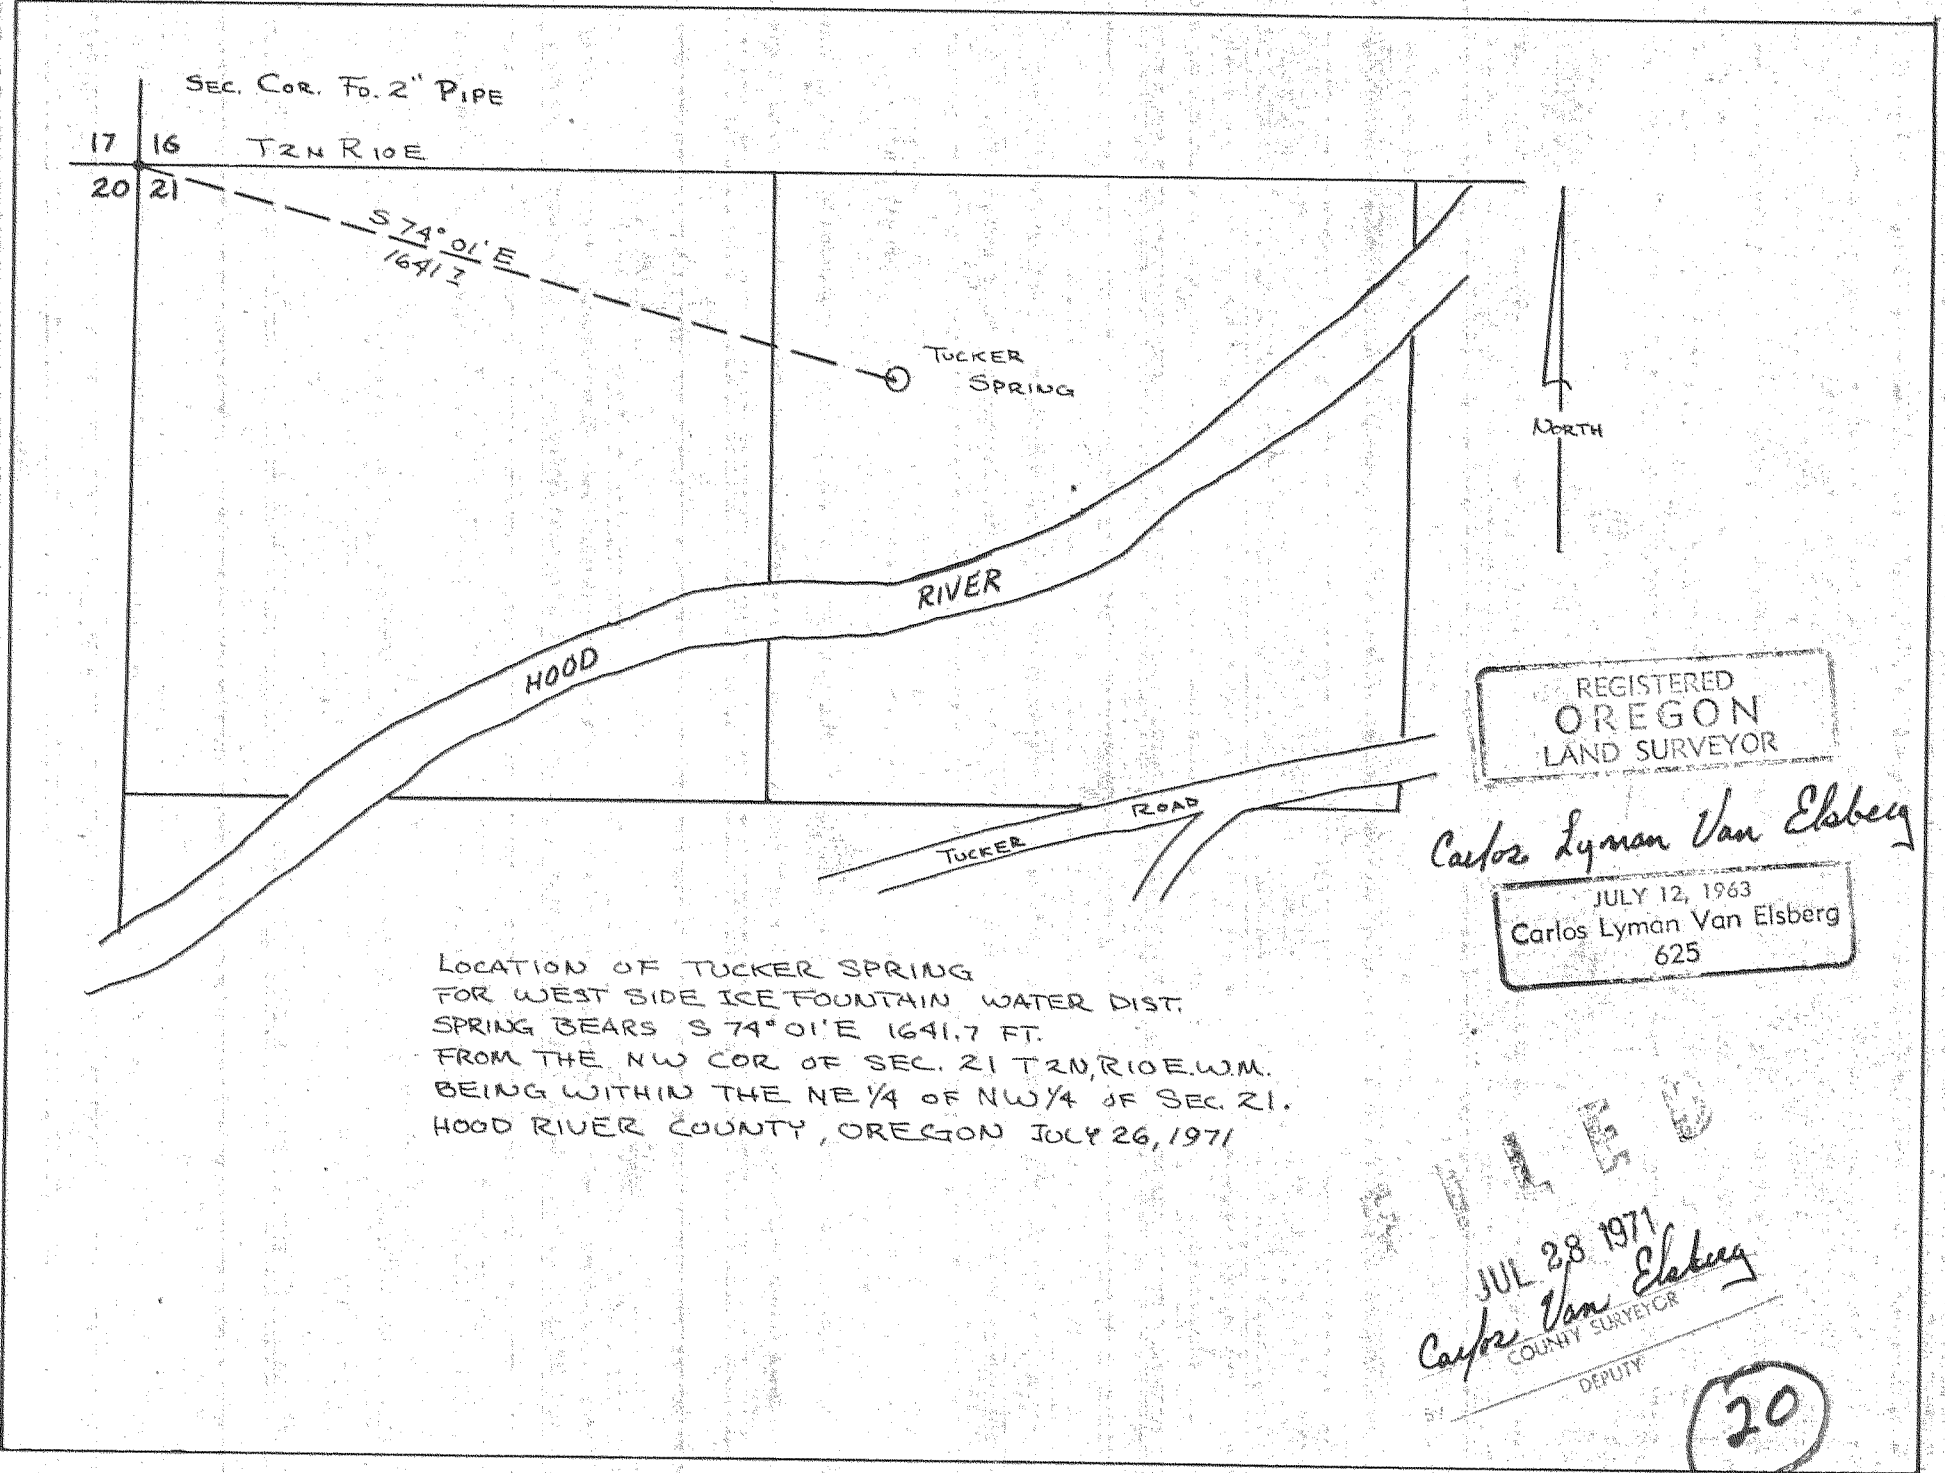 SEC. COR. FD. 2" PIPE
17 16
T2N R10E
20 21
S 74° 01' E
1641.7
TUCKER
SPRING
NORTH
RIVER
HOOD
REGISTERED
OREGON
LAND SURVEYOR
TUCKER ROAD
Carlos Lyman Van Elsberg
JULY 12, 1963
Carlos Lyman Van Elsberg
625
LOCATION OF TUCKER SPRING
FOR WEST SIDE ICE FOUNTAIN WATER DIST.
SPRING BEARS S 74° 01' E 1641.7 FT.
FROM THE NW COR OF SEC. 21 T2N, R10E. W.M.
BEING WITHIN THE NE 1/4 OF NW 1/4 OF SEC. 21.
HOOD RIVER COUNTY, OREGON JULY 26, 1971
FILED
JUL 28 1971
Carlos Van Elsberg
COUNTY SURVEYOR
BY
DEPUTY
20